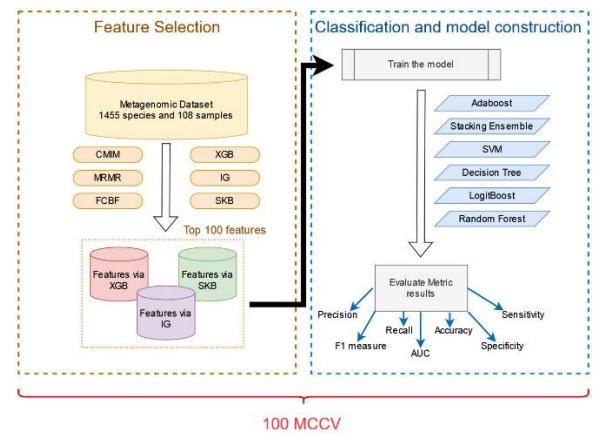 Feature Selection
Metagenomic Dataset
1455 species and 108 samples
CMIM
XGB
MRMR
IG
FCBF
SKB
Top 100 features
Features via
XGB
Features via
SKB
Features via
IG
Classification and model construction
Train the model
Adaboost
Stacking Ensemble
SVM
Decision Tree
LogitBoost
Random Forest
Evaluate Metric
results
Precision
Sensitivity
Recall
Accuracy
F1 measure
Specificity
AUC
100 MCCV